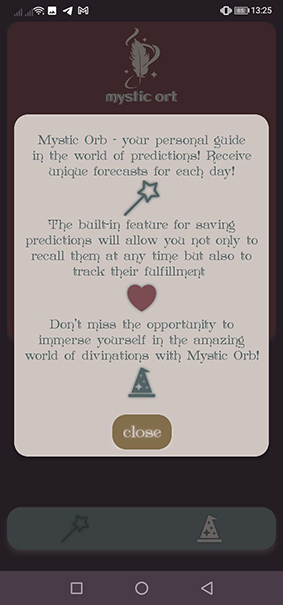 13:25
mystic ort
Mystic Orb - your personal guide
in the world of predictions! Receive
unique forecasts for each day!
The built-in feature for saving
predictions will allow you not only to
recall them at any time but also to
track their fulfillment
Don't miss the opportunity to
immerse yourself in the amazing
world of divinations with Mystic Orb!
close